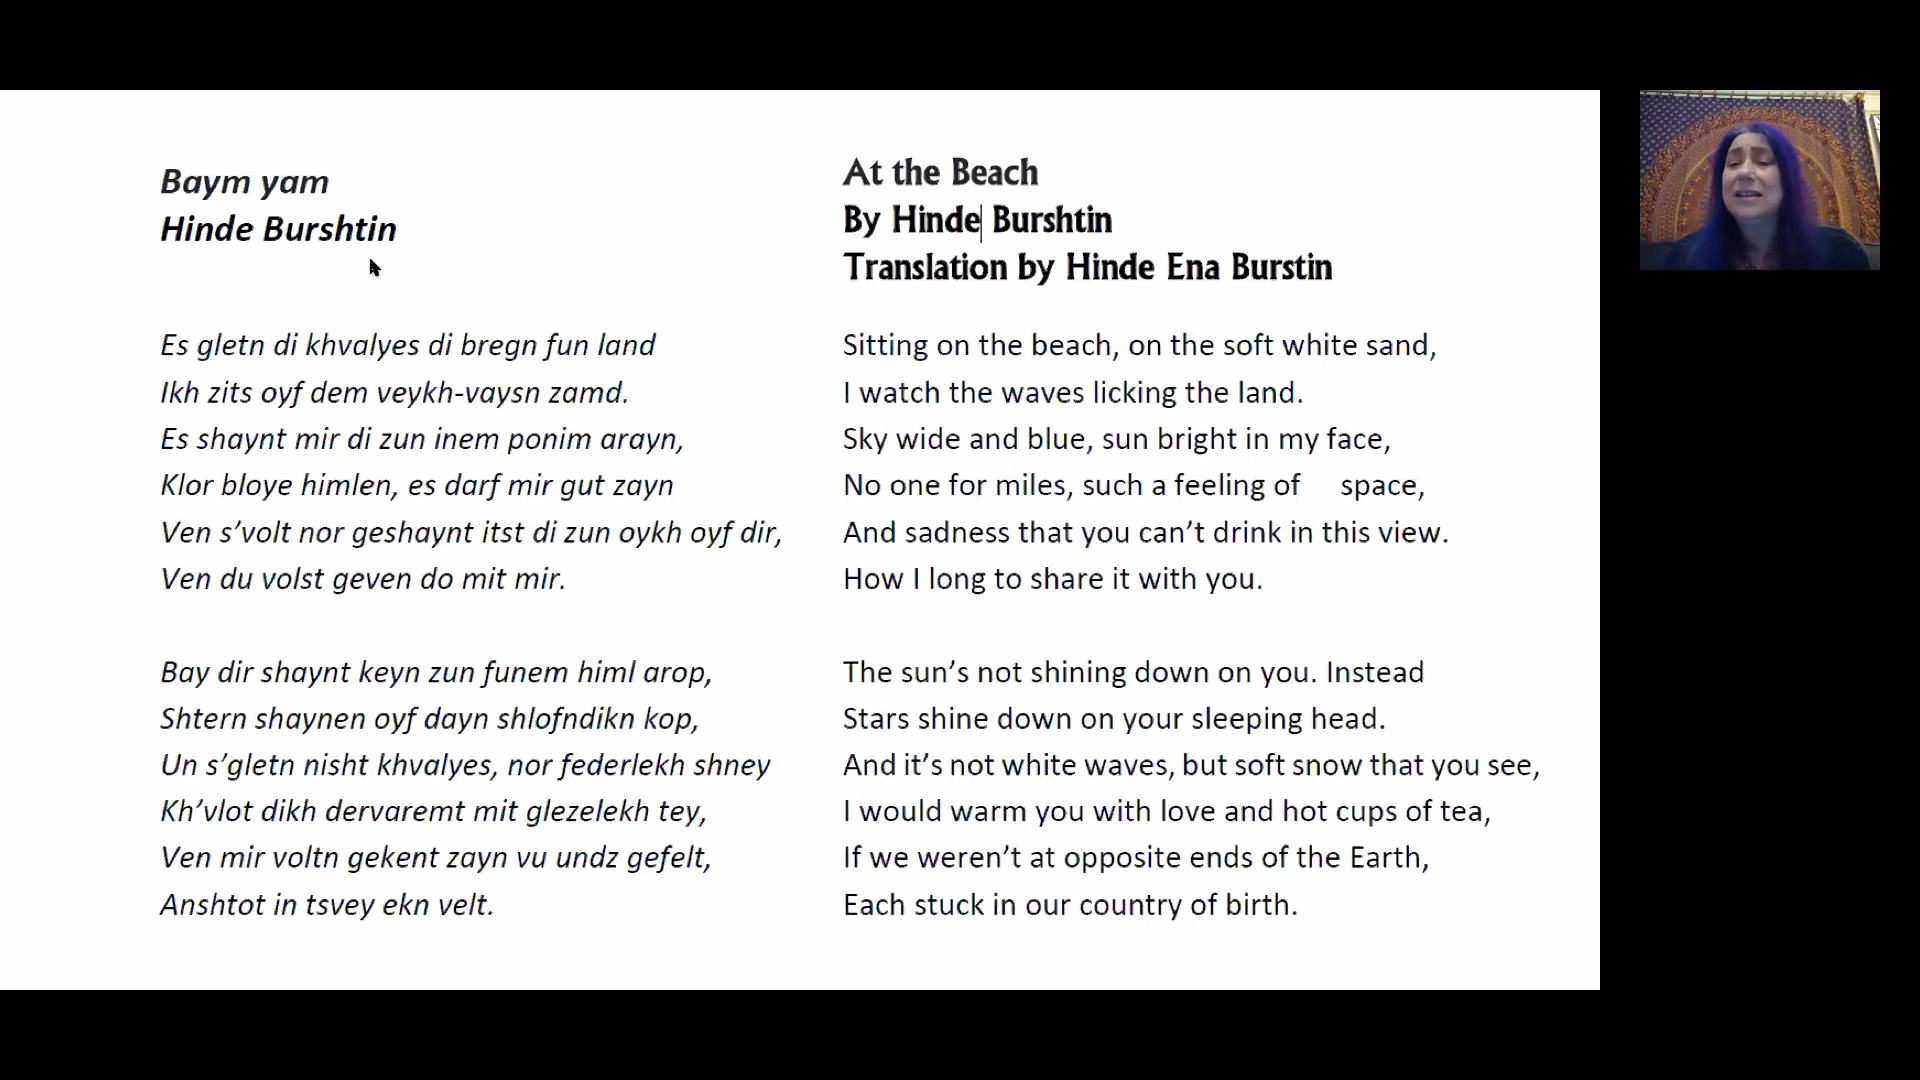 Baym yam
Hinde Burshtin
Es gletn di khvalyes di bregn fun land
Ikh zits oyf dem veykh-vaysn zamd.
Es shaynt mir di zun inem ponim arayn,
Klor bloye himlen, es darf mir gut zayn
Ven s’volt nor geshaynt itst di zun oykh oyf dir,
Ven du volst geven do mit mir.
Bay dir shaynt keyn zun funem himl arop,
Shtern shaynen oyf dayn shlofndikn kop,
Un s’gletn nisht khvalyes, nor federlekh shney
Kh’vlot dikh dervaremt mit glezelekh tey,
Ven mir voltn gekent zayn vu undz gefelt,
Anshtot in tsvey ekn velt.
At the Beach
By Hinde Burshtin
Translation by Hinde Ena Burstin
Sitting on the beach, on the soft white sand,
I watch the waves licking the land.
Sky wide and blue, sun bright in my face,
No one for miles, such a feeling of space,
And sadness that you can’t drink in this view.
How I long to share it with you.
The sun’s not shining down on you. Instead
Stars shine down on your sleeping head.
And it’s not white waves, but soft snow that you see,
I would warm you with love and hot cups of tea,
If we weren’t at opposite ends of the Earth,
Each stuck in our country of birth.